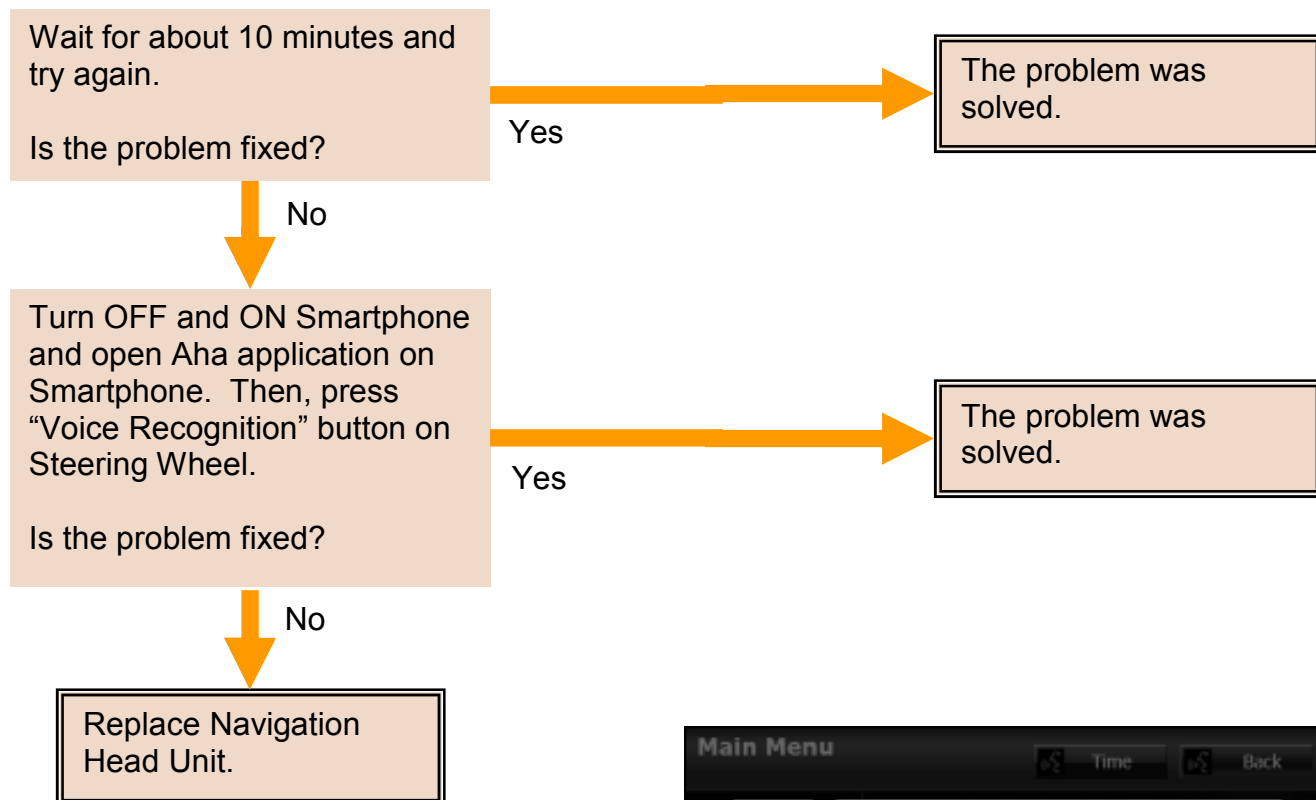 Wait for about 10 minutes and
try again.
Is the problem fixed?
Yes
The problem was
solved.
No
Turn OFF and ON Smartphone
and open Aha application on
Smartphone.  Then, press
“Voice Recognition” button on
Steering Wheel.
Is the problem fixed?
Yes
The problem was
solved.
No
Replace Navigation
Head Unit.
Main Menu
Time
Back